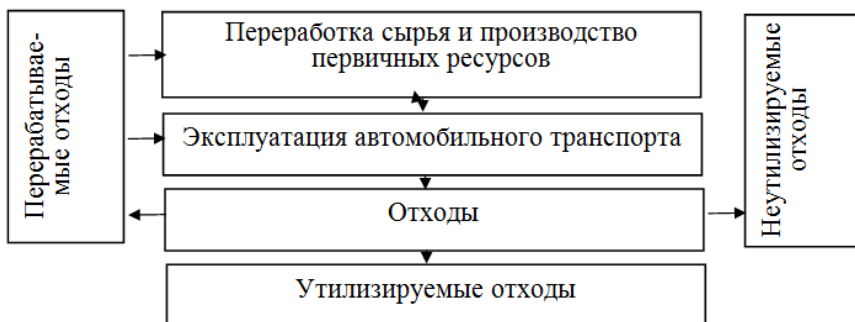 Перерабатывае-
мые отходы
Переработка сырья и производство
первичных ресурсов
Эксплуатация автомобильного транспорта
Отходы
Утилизируемые отходы
Неутилизируемые
отходы